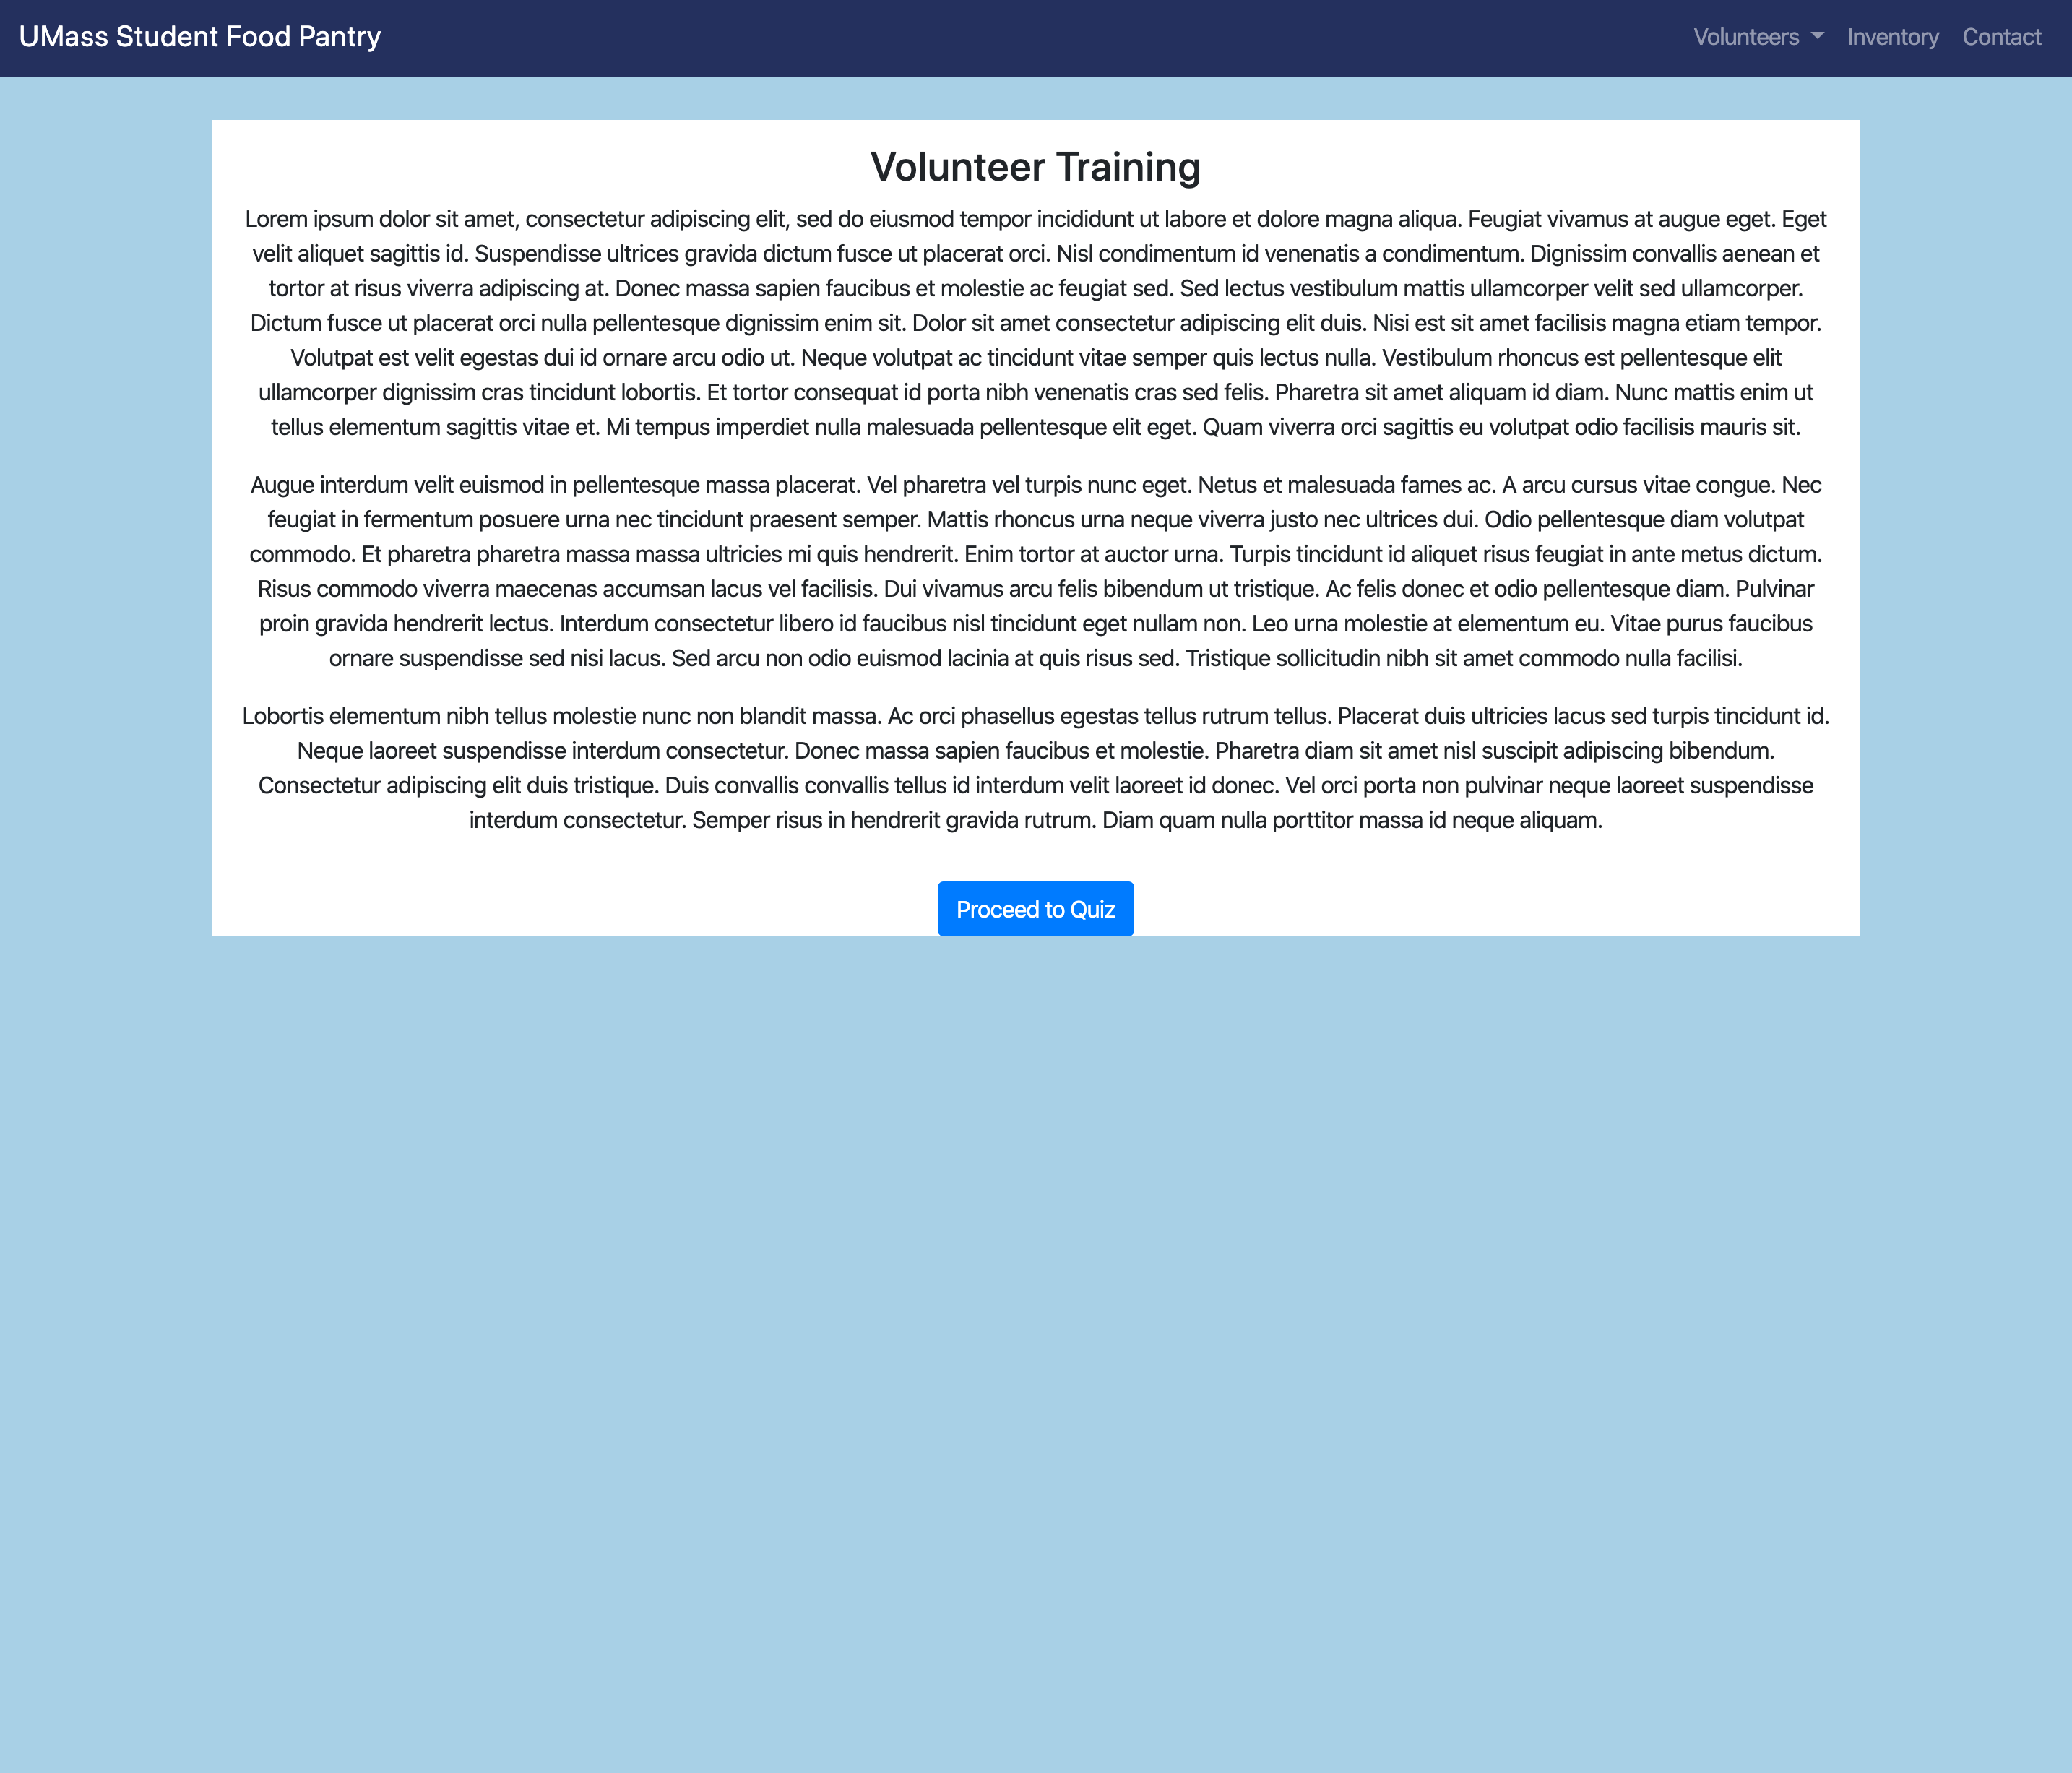 UMass Student Food Pantry
Volunteers
Inventory
Contact
Volunteer Training
Lorem ipsum dolor sit amet, consectetur adipiscing elit, sed do eiusmod tempor incididunt ut labore et dolore magna aliqua. Feugiat vivamus at augue eget. Eget
velit aliquet sagittis id. Suspendisse ultrices gravida dictum fusce ut placerat orci. Nisl condimentum id venenatis a condimentum. Dignissim convallis aenean et
tortor at risus viverra adipiscing at. Donec massa sapien faucibus et molestie ac feugiat sed. Sed lectus vestibulum mattis ullamcorper velit sed ullamcorper.
Dictum fusce ut placerat orci nulla pellentesque dignissim enim sit. Dolor sit amet consectetur adipiscing elit duis. Nisi est sit amet facilisis magna etiam tempor.
Volutpat est velit egestas dui id ornare arcu odio ut. Neque volutpat ac tincidunt vitae semper quis lectus nulla. Vestibulum rhoncus est pellentesque elit
ullamcorper dignissim cras tincidunt lobortis. Et tortor consequat id porta nibh venenatis cras sed felis. Pharetra sit amet aliquam id diam. Nunc mattis enim ut
tellus elementum sagittis vitae et. Mi tempus imperdiet nulla malesuada pellentesque elit eget. Quam viverra orci sagittis eu volutpat odio facilisis mauris sit.
Augue interdum velit euismod in pellentesque massa placerat. Vel pharetra vel turpis nunc eget. Netus et malesuada fames ac. A arcu cursus vitae congue. Nec
feugiat in fermentum posuere urna nec tincidunt praesent semper. Mattis rhoncus urna neque viverra justo nec ultrices dui. Odio pellentesque diam volutpat
commodo. Et pharetra pharetra massa massa ultricies mi quis hendrerit. Enim tortor at auctor urna. Turpis tincidunt id aliquet risus feugiat in ante metus dictum.
Risus commodo viverra maecenas accumsan lacus vel facilisis. Dui vivamus arcu felis bibendum ut tristique. Ac felis donec et odio pellentesque diam. Pulvinar
proin gravida hendrerit lectus. Interdum consectetur libero id faucibus nisl tincidunt eget nullam non. Leo urna molestie at elementum eu. Vitae purus faucibus
ornare suspendisse sed nisi lacus. Sed arcu non odio euismod lacinia at quis risus sed. Tristique sollicitudin nibh sit amet commodo nulla facilisi.
Lobortis elementum nibh tellus molestie nunc non blandit massa. Ac orci phasellus egestas tellus rutrum tellus. Placerat duis ultricies lacus sed turpis tincidunt id.
Neque laoreet suspendisse interdum consectetur. Donec massa sapien faucibus et molestie. Pharetra diam sit amet nisl suscipit adipiscing bibendum.
Consectetur adipiscing elit duis tristique. Duis convallis convallis tellus id interdum velit laoreet id donec. Vel orci porta non pulvinar neque laoreet suspendisse
interdum consectetur. Semper risus in hendrerit gravida rutrum. Diam quam nulla porttitor massa id neque aliquam.
Proceed to Quiz